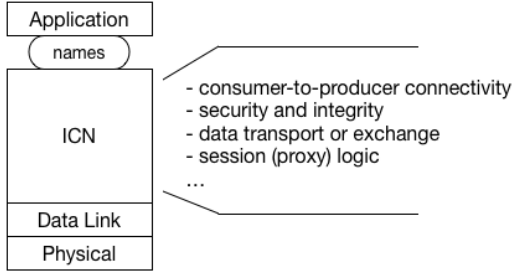 Application
names
ICN
- consumer-to-producer connectivity
- security and integrity
- data transport or exchange
- session (proxy) logic
...
Data Link
Physical